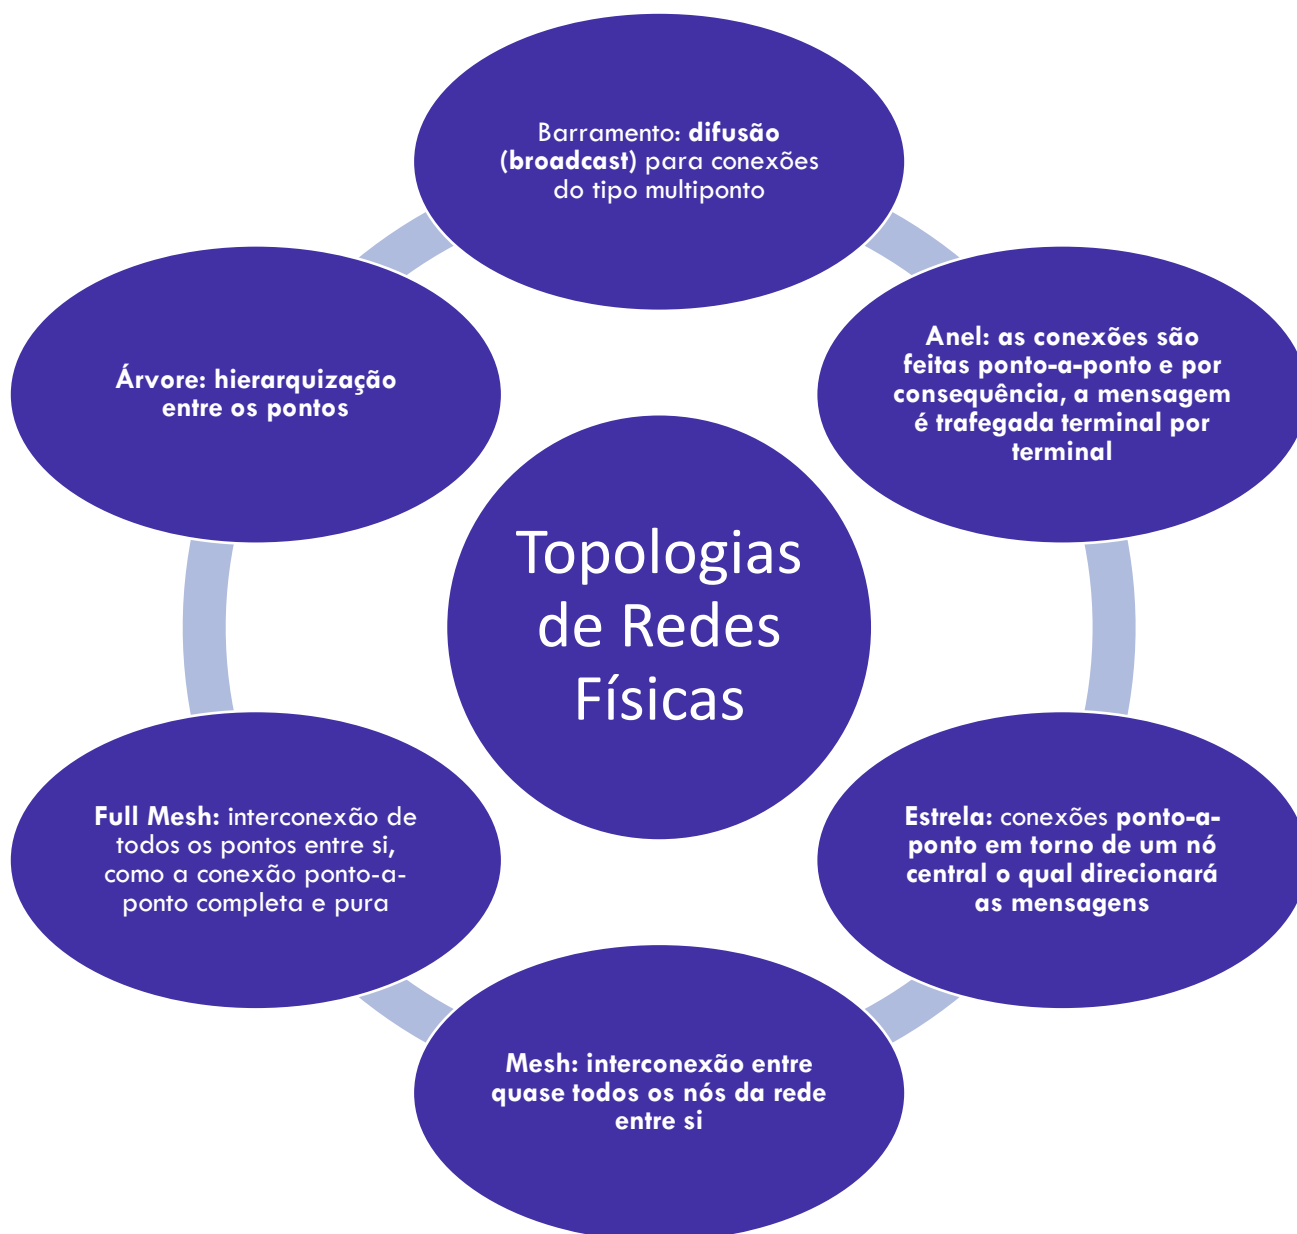 Barramento: difusão
(broadcast) para conexões
do tipo multiponto
Anel: as conexões são
feitas ponto-a-ponto e por
consequência, a mensagem
é trafegada terminal por
terminal
Estrela: conexões ponto-a-
ponto em torno de um nó
central o qual direcionará
as mensagens
Mesh: interconexão entre
quase todos os nós da rede
entre si
Full Mesh: interconexão de
todos os pontos entre si,
como a conexão ponto-a-
ponto completa e pura
Árvore: hierarquização
entre os pontos
Topologias
de Redes
Físicas